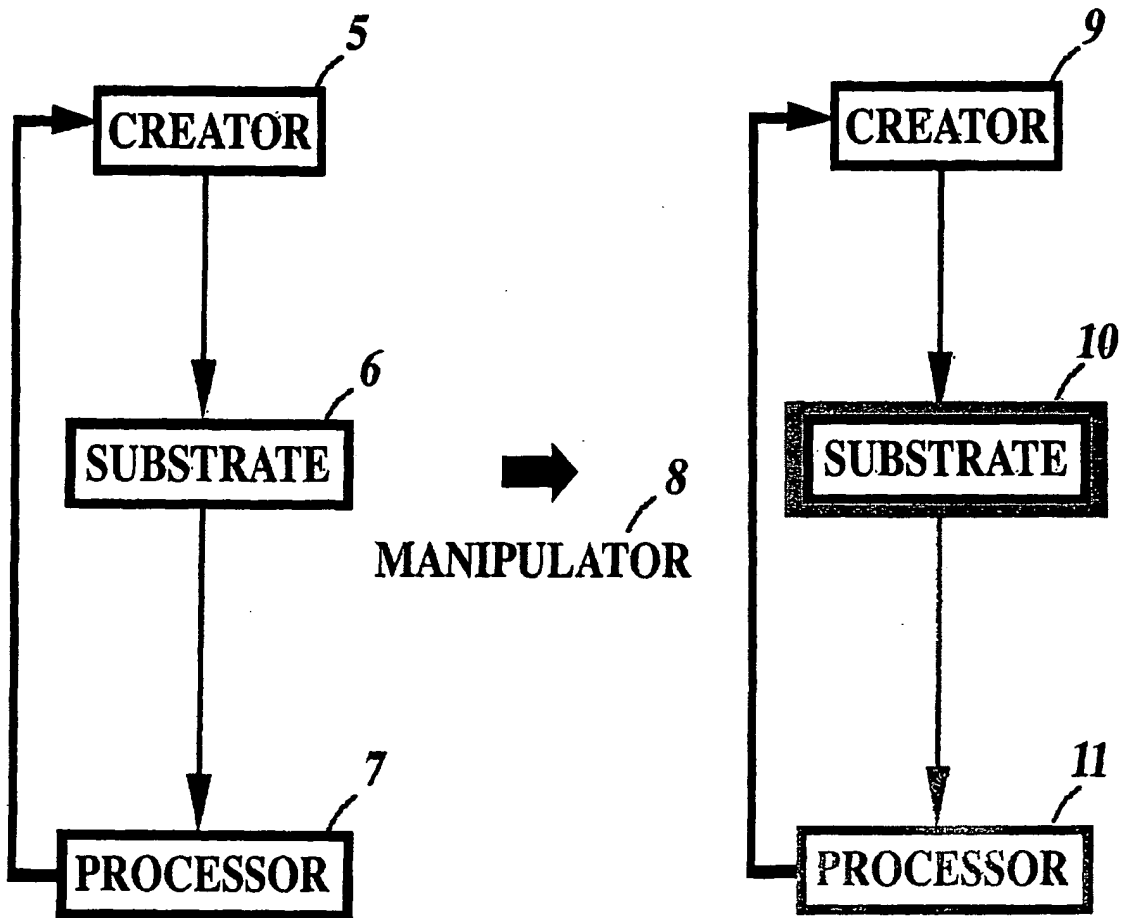 5
CREATOR
6
SUBSTRATE
7
PROCESSOR
8
MANIPULATOR
9
CREATOR
10
SUBSTRATE
11
PROCESSOR